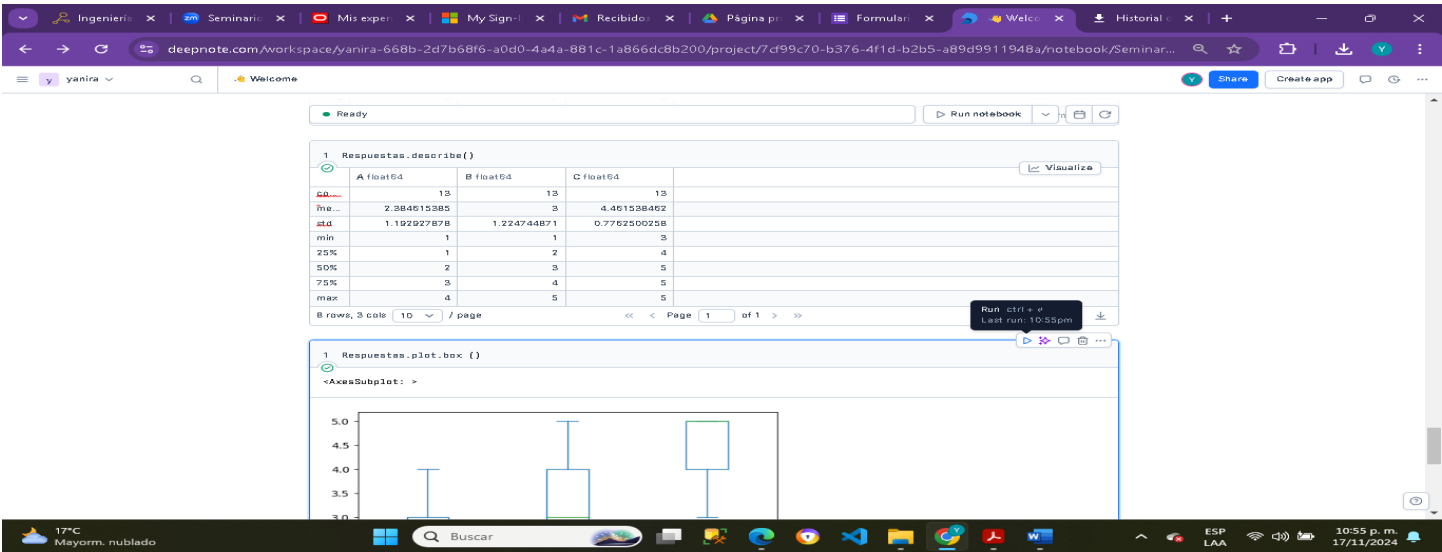 Ingenierís
zm Seminario
Mis exper
My Sign-I
Recibidos
Página pri
Formulari
Welco
Historial c
deepnote.com/workspace/yanira-668b-2d7b68f6-a0d0-4a4a-881c-1a866dc8b200/project/7cf99c70-b376-4f1d-b2b5-a89d9911948a/notebook/Seminar...
Y
y yanira
Welcome
Y
Share
Create app
Ready
Run notebook
1 Respuestas.describe()
Visualize
A float64 B float64 C float64
co... 13 13 13
me... 2.384615385 3 4.461538462
std 1.192927878 1.224744871 0.7762500258
min 1 1 3
25% 1 2 4
50% 2 3 5
75% 3 4 5
max 4 5 5
8 rows, 3 cols 10 / page
<< < Page 1 of 1 > >>
Run ctrl +
Last run: 10:55pm
1 Respuestas.plot.box ()
<AxesSubplot: >
5.0
4.5
4.0
3.5
3.0
17°C
Mayorm. nublado
Buscar
ESP
LAA
10:55 p. m.
17/11/2024